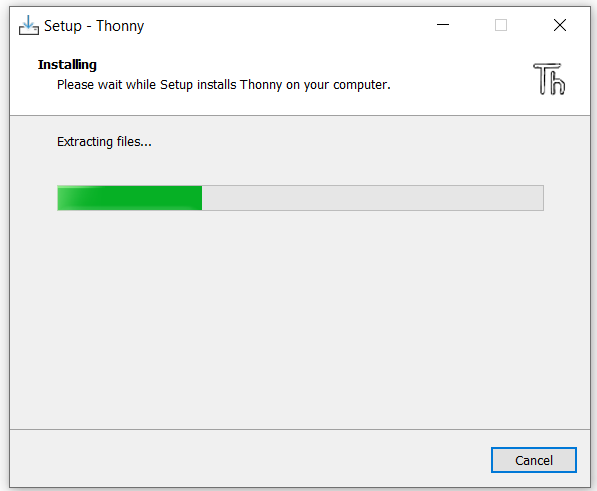 Setup - Thonny
Installing
Please wait while Setup installs Thonny on your computer.
Th
Extracting files...
Cancel